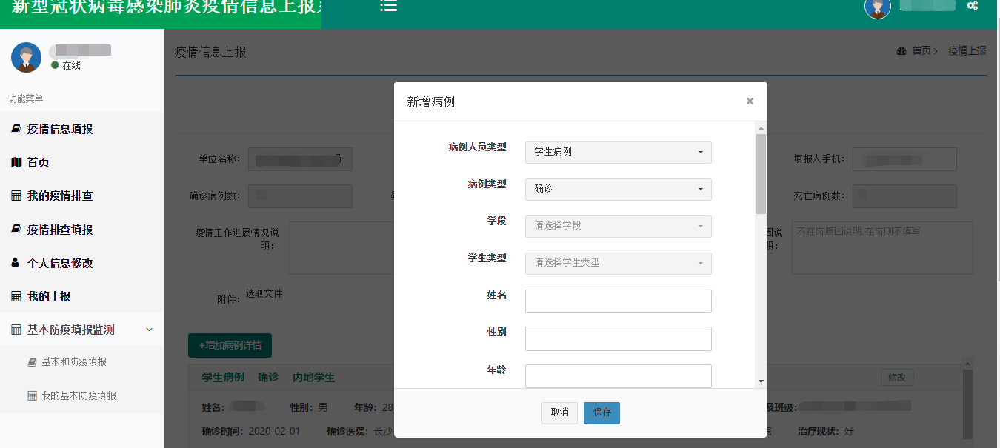 新型冠状病毒感染肺炎疫情信息上报
在线
功能菜单
疫情信息填报
首页
我的疫情排查
疫情排查填报
个人信息修改
我的上报
基本防疫填报监测
基本和防疫填报
我的基本防疫填报
疫情信息上报
首页> 疫情上报
单位名称：
填报人手机：
确诊病例数：
死亡病例数：
疫情工作进展情况说
明：
因说
明：
不在岗原因说明,在岗则不填写
附件：
选取文件
+增加病例详情
学生病例 确诊 内地学生
修改
姓名：
性别：男
年龄：28
及班级：
确诊时间：2020-02-01
确诊医院：长沙
院
治疗现状：好
新增病例
×
病例人员类型
学生病例
病例类型
确诊
学段
请选择学段
学生类型
请选择学生类型
姓名
性别
年龄
取消
保存